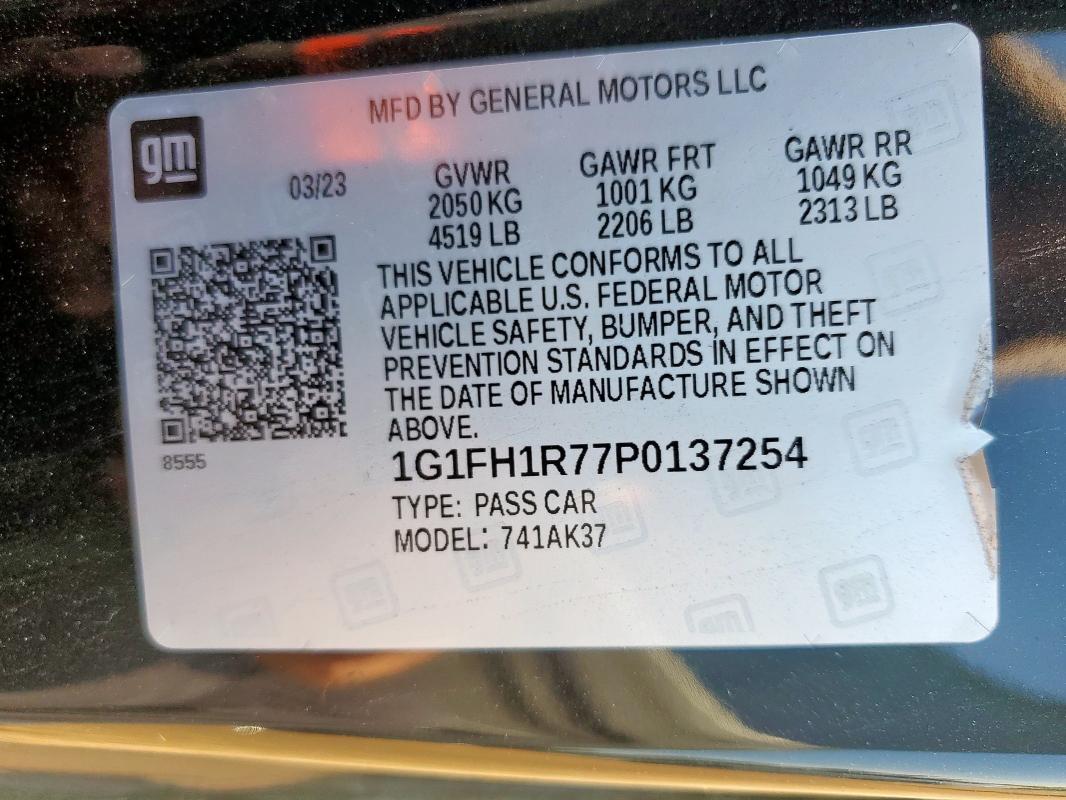 MFD BY GENERAL MOTORS LLC
gm
03/23
GVWR GAWR FRT GAWR RR
2050 KG 1001 KG 1049 KG
4519 LB 2206 LB 2313 LB
THIS VEHICLE CONFORMS TO ALL
APPLICABLE U.S. FEDERAL MOTOR
VEHICLE SAFETY, BUMPER, AND THEFT
PREVENTION STANDARDS IN EFFECT ON
THE DATE OF MANUFACTURE SHOWN
ABOVE.
8555
1G1FH1R77P0137254
TYPE: PASS CAR
MODEL: 741AK37